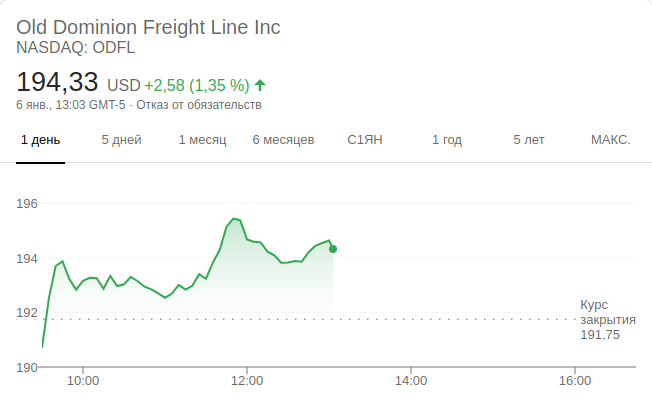 Old Dominion Freight Line Inc
NASDAQ: ODFL
194,33 USD +2,58 (1,35 %)
6 янв., 13:03 GMT-5 · Отказ от обязательств
1 день 5 дней 1 месяц 6 месяцев С1ЯН 1 год 5 лет МАКС.
196
194
192
190
Курс
закрытия
191,75
10:00 12:00 14:00 16:00